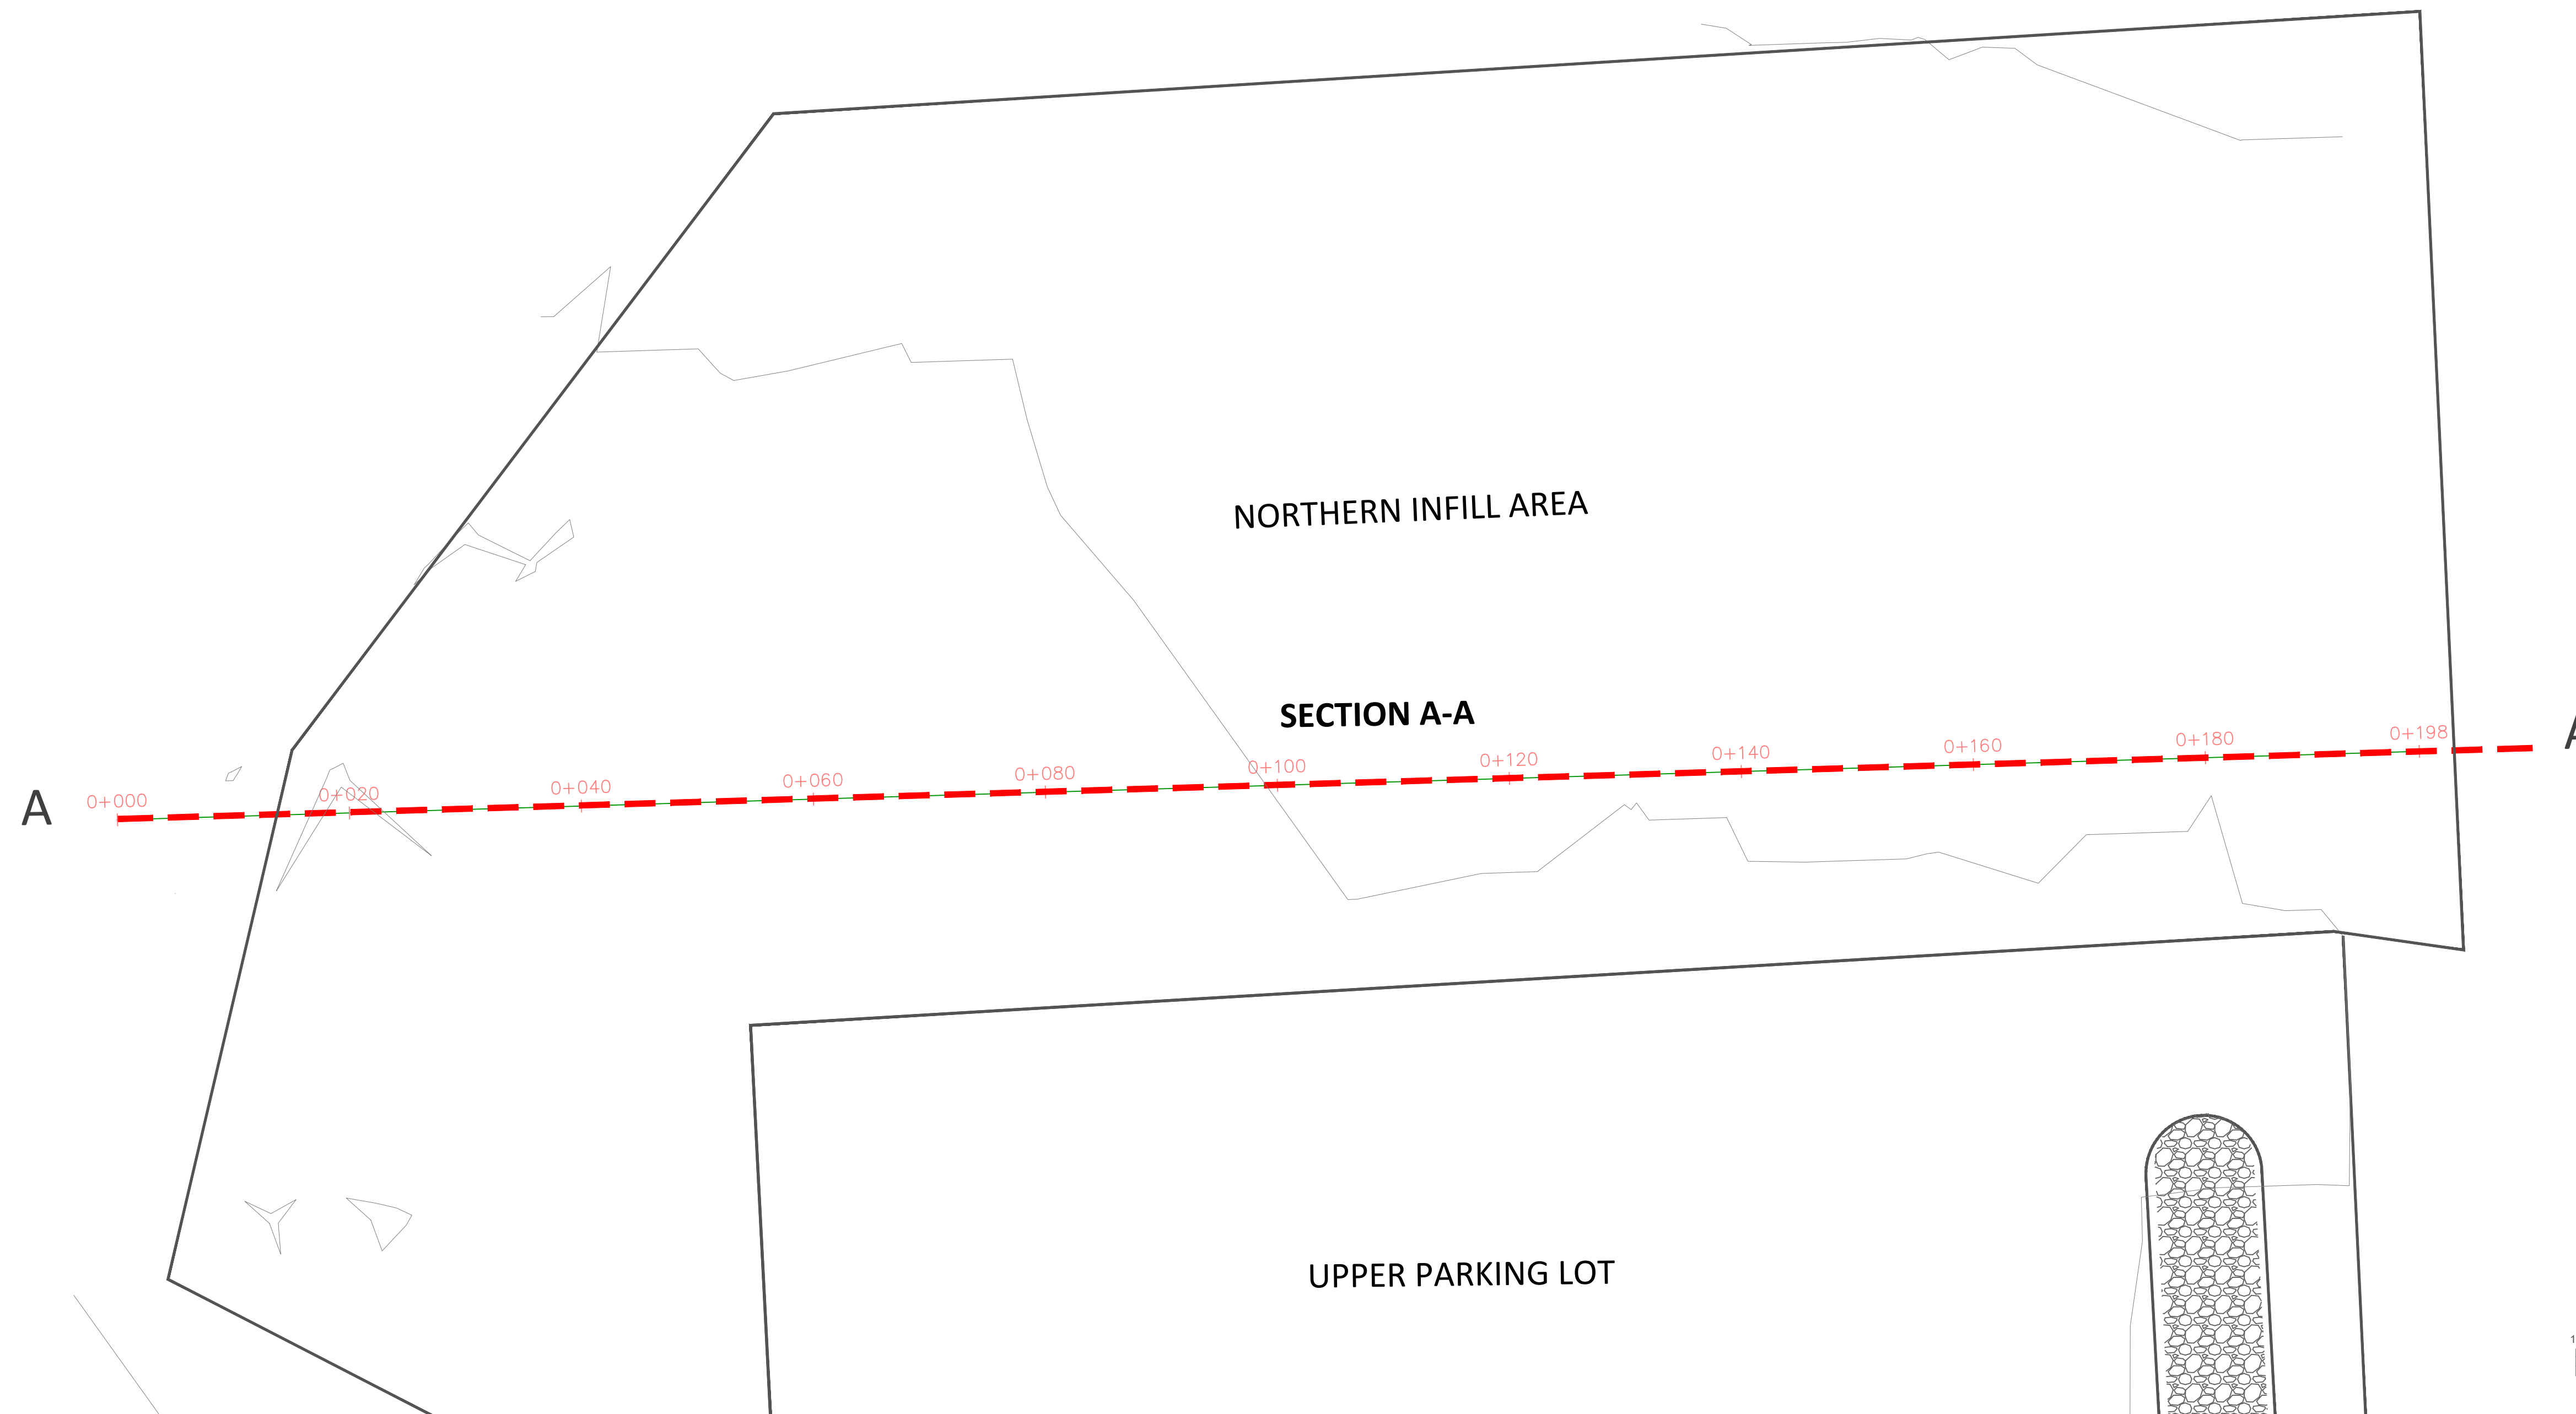 NORTHERN INFILL AREA
SECTION A-A
A
0+000
0+020
0+040
0+060
0+080
0+100
0+120
0+140
0+160
0+180
0+198
UPPER PARKING LOT